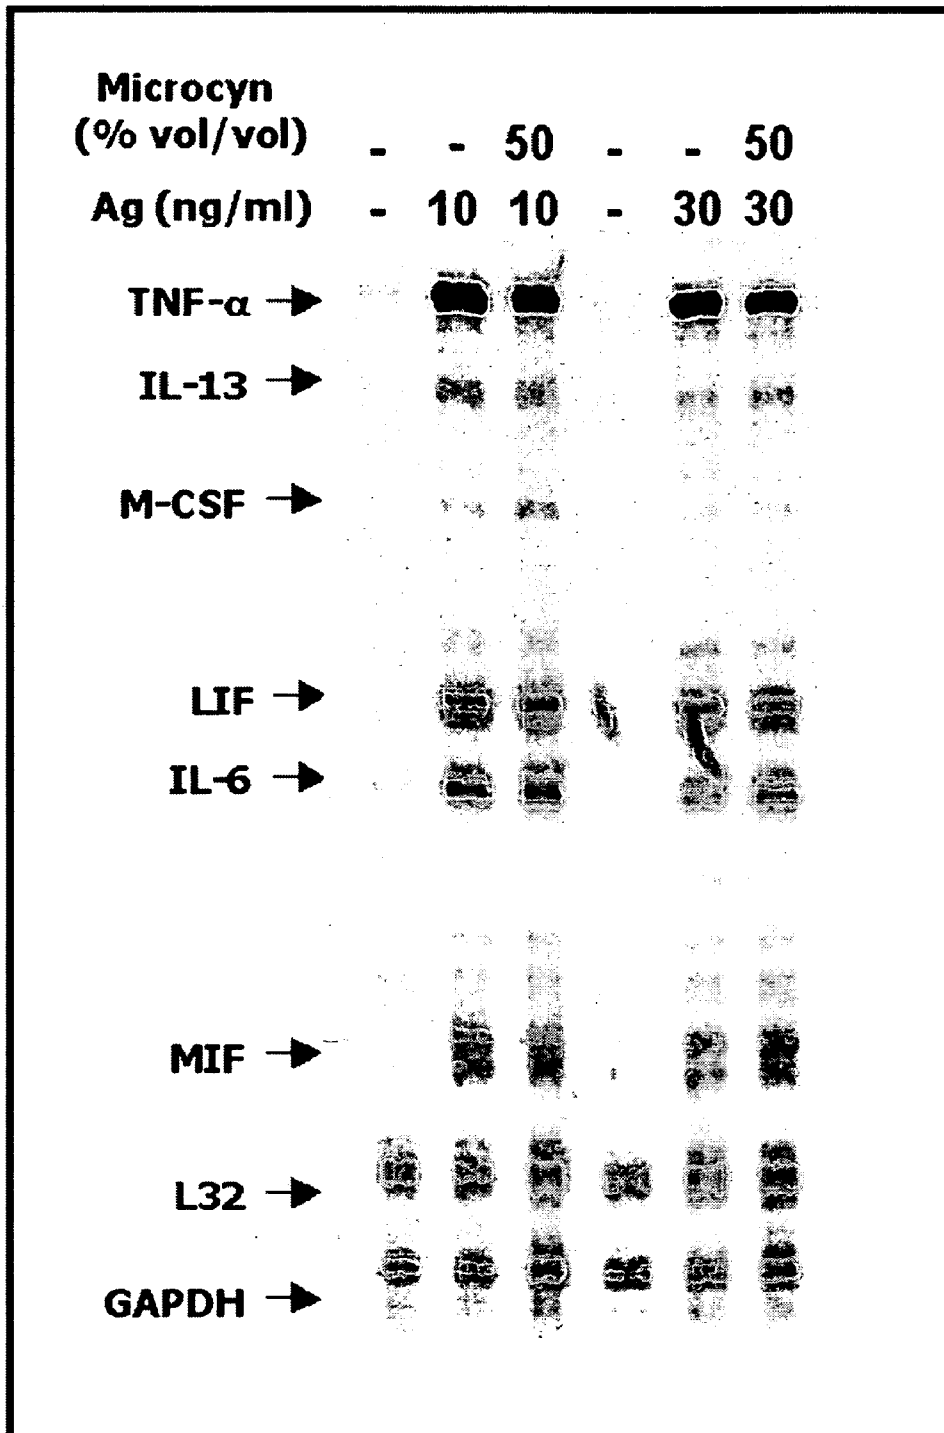 Microcyn
(% vol/vol) - - 50 - - 50
Ag (ng/ml) - 10 10 - 30 30
TNF-α
IL-13
M-CSF
LIF
IL-6
MIF
L32
GAPDH